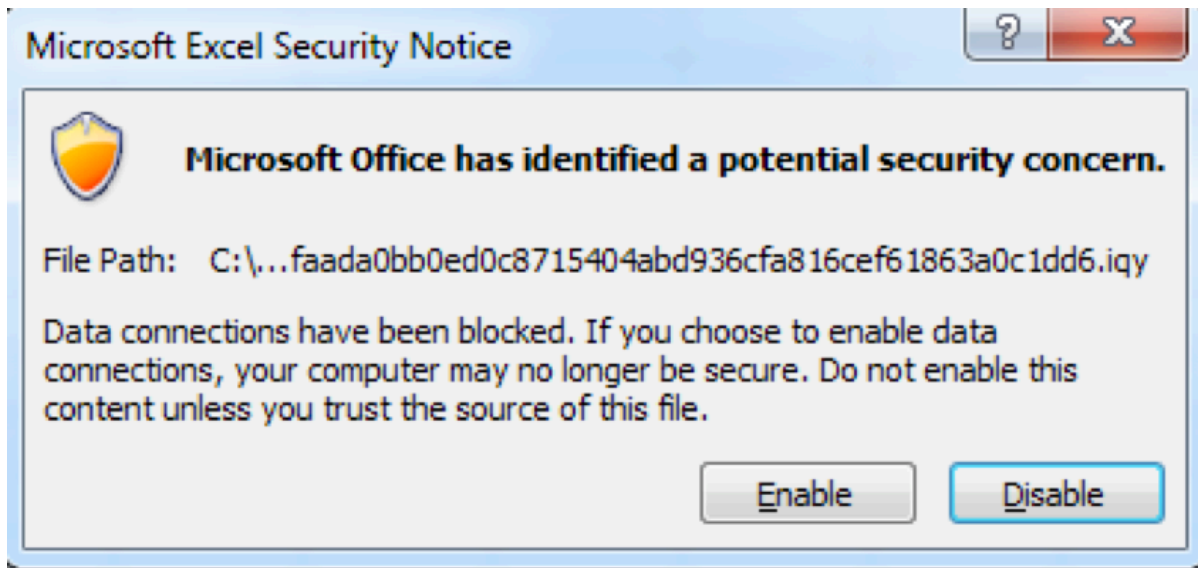 Microsoft Excel Security Notice
Microsoft Office has identified a potential security concern.
File Path: C:\...faada0bb0ed0c8715404abd936cfa816cef61863a0c1dd6.iqy
Data connections have been blocked. If you choose to enable data
connections, your computer may no longer be secure. Do not enable this
content unless you trust the source of this file.
Enable Disable